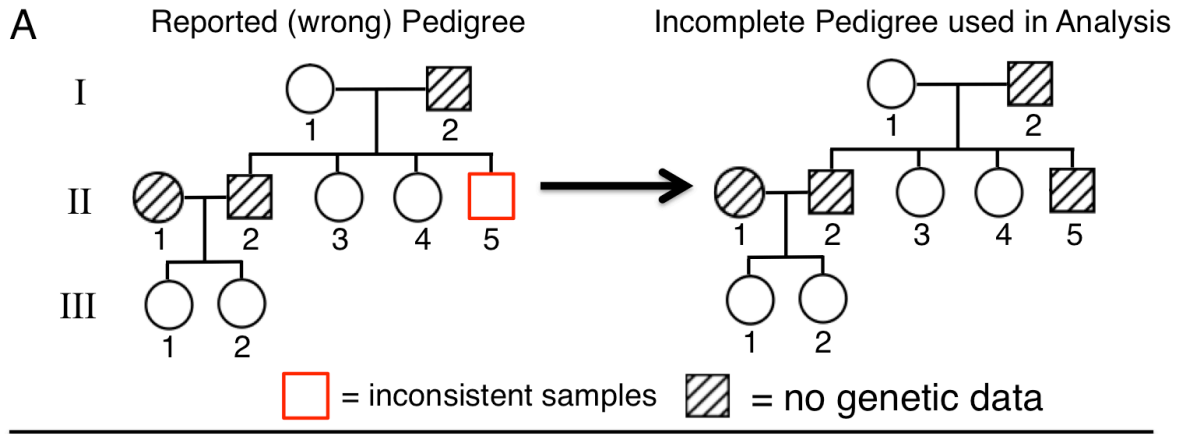 A
Reported (wrong) Pedigree
Incomplete Pedigree used in Analysis
I
1 2
1 2
II
1 2 3 4 5
1 2 3 4 5
III
1 2
1 2
= inconsistent samples
= no genetic data